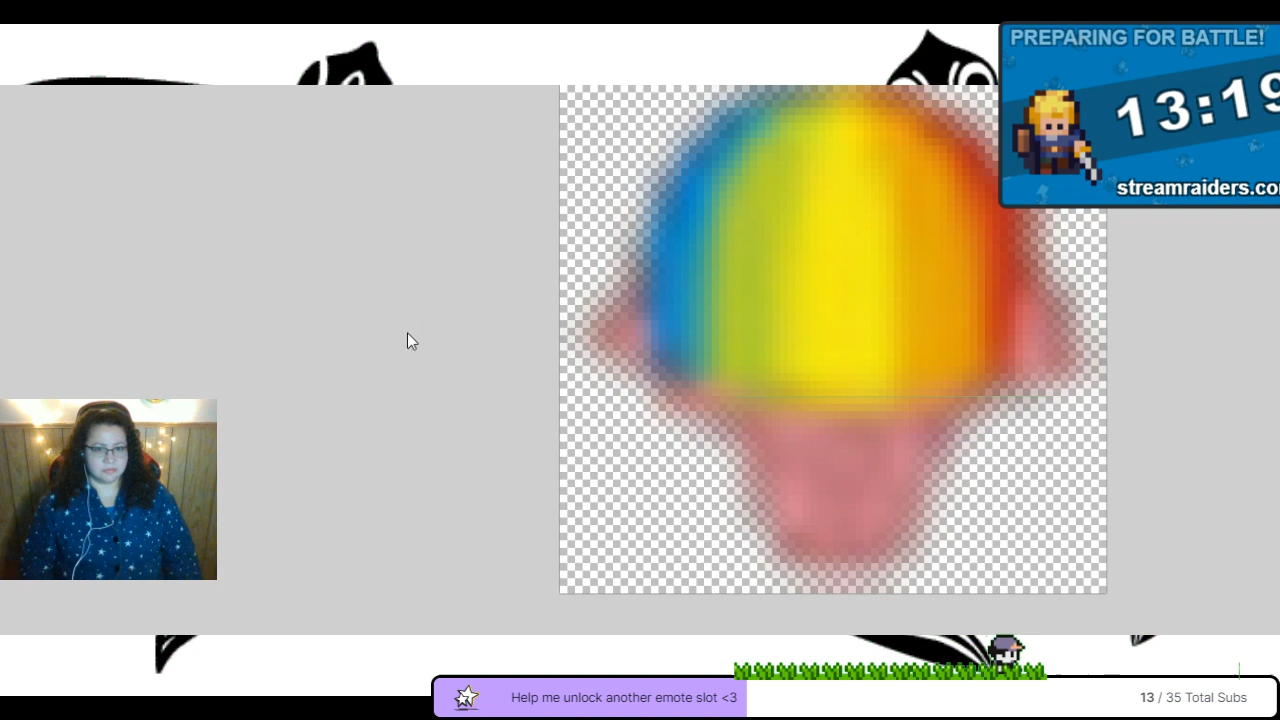 PREPARING FOR BATTLE!
13:19
streamraiders.co
Help me unlock another emote slot <3
13 / 35 Total Subs